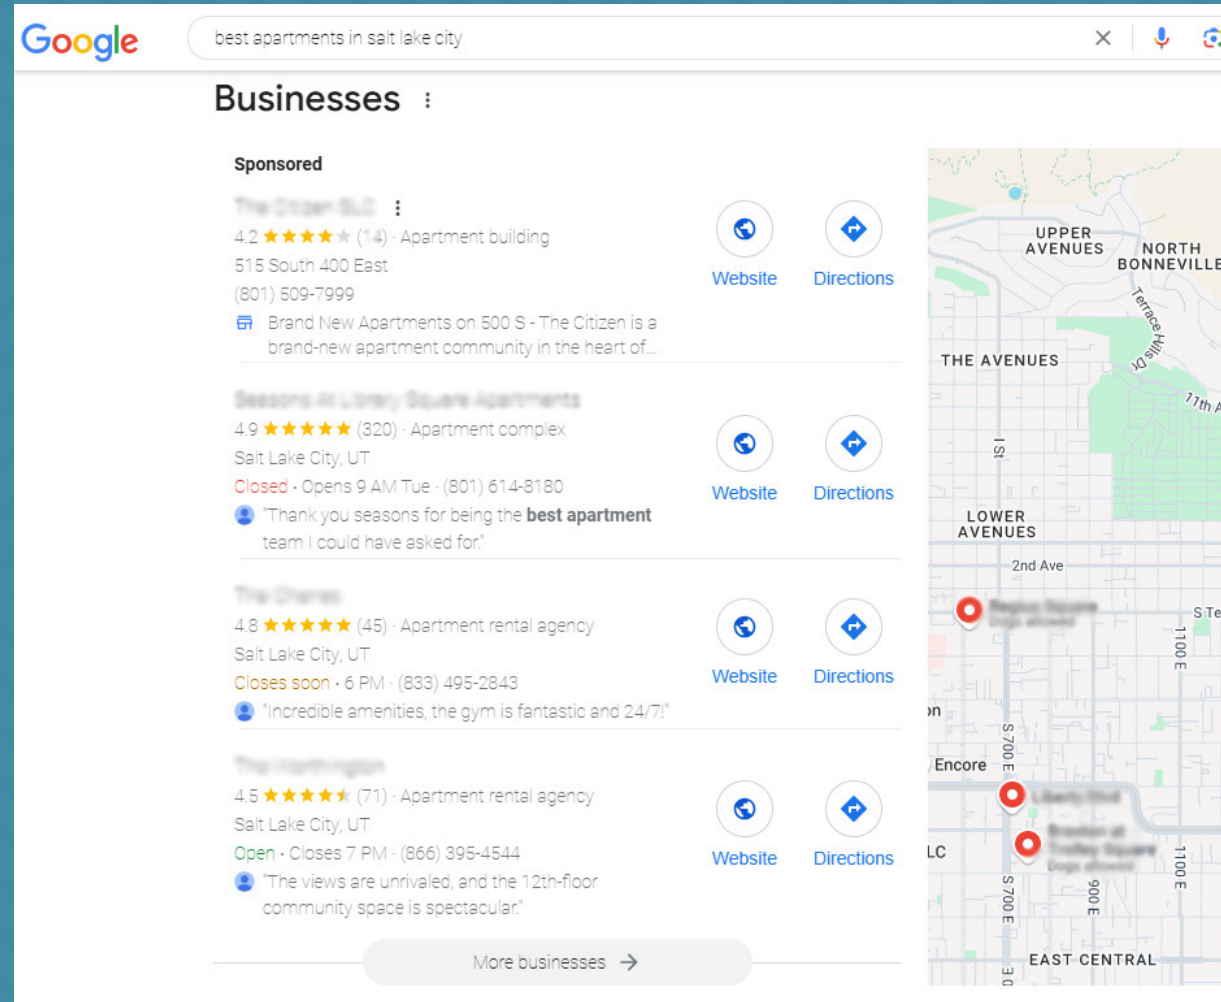 Google
best apartments in salt lake city
Businesses
Sponsored
4.2 (14) · Apartment building
515 South 400 East
(801) 509-7999
Brand New Apartments on 500 S - The Citizen is a
brand-new apartment community in the heart of...
Website
Directions
4.9 (320) · Apartment complex
Salt Lake City, UT
Closed · Opens 9 AM Tue · (801) 614-8180
"Thank you seasons for being the best apartment
team I could have asked for."
Website
Directions
4.8 (45) · Apartment rental agency
Salt Lake City, UT
Closes soon · 6 PM · (833) 495-2843
"Incredible amenities, the gym is fantastic and 24/7!"
Website
Directions
4.5 (71) · Apartment rental agency
Salt Lake City, UT
Open · Closes 7 PM · (866) 395-4544
"The views are unrivaled, and the 12th-floor
community space is spectacular."
Website
Directions
More businesses
UPPER
AVENUES
NORTH
BONNEVILLE
Terrace Hills Dr
THE AVENUES
11th A
I St
LOWER
AVENUES
2nd Ave
S Te
1100 E
on
S 700 E
Encore
LC
1100 E
900 E
S 700 E
EAST CENTRAL